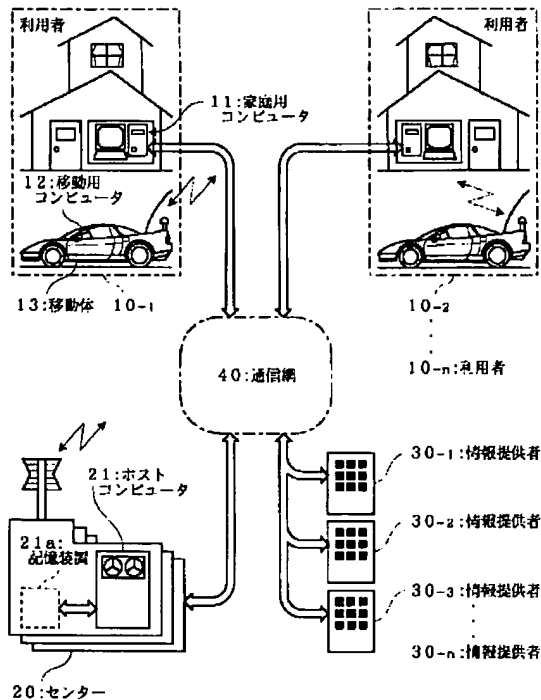 利用者
利用者
11:家庭用
コンピュータ
12:移動用
コンピュータ
13:移動体
10-1
10-2
10-n:利用者
40:通信網
21:ホスト
コンピュータ
21a:
記憶装置
20:センター
30-1:情報提供者
30-2:情報提供者
30-3:情報提供者
30-n:情報提供者